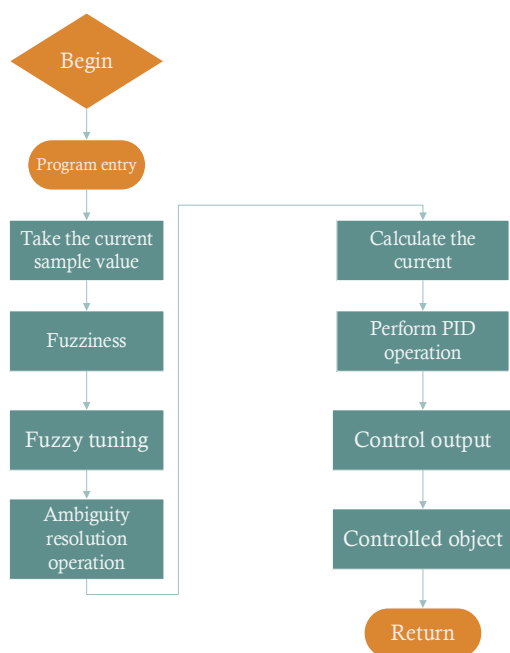 Begin
Program entry
Take the current
sample value
Fuzziness
Fuzzy tuning
Ambiguity
resolution
operation
Calculate the
current
Perform PID
operation
Control output
Controlled object
Return